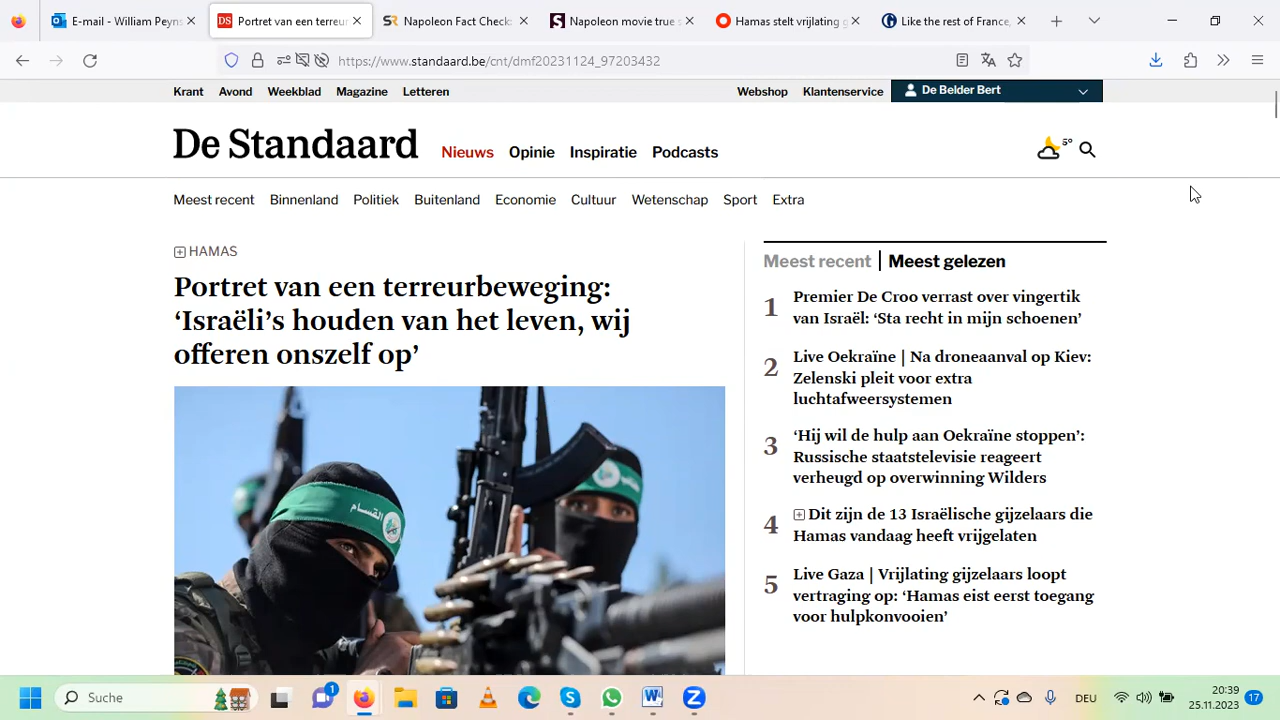 E-mail - William Peyns
Portret van een terreur
Napoleon Fact Check:
Napoleon movie true s
Hamas stelt vrijlating g
Like the rest of France,
https://www.standaard.be/cnt/dmf20231124_97203432
Krant Avond Weekblad Magazine Letteren Webshop Klantenservice De Belder Bert
De Standaard Nieuws Opinie Inspiratie Podcasts 5°
Meest recent Binnenland Politiek Buitenland Economie Cultuur Wetenschap Sport Extra
HAMAS
Portret van een terreurbeweging:
‘Israëli’s houden van het leven, wij
offeren onszelf op’
القسام
Meest recent | Meest gelezen
1 Premier De Croo verrast over vingertik
van Israël: ‘Sta recht in mijn schoenen’
2 Live Oekraïne | Na droneaanval op Kiev:
Zelenski pleit voor extra
luchtafweersystemen
3 ‘Hij wil de hulp aan Oekraïne stoppen’:
Russische staatstelevisie reageert
verheugd op overwinning Wilders
4 Dit zijn de 13 Israëlische gijzelaars die
Hamas vandaag heeft vrijgelaten
5 Live Gaza | Vrijlating gijzelaars loopt
vertraging op: ‘Hamas eist eerst toegang
voor hulpkonvooien’
Suche 1 DEU 20:39 17
25.11.2023